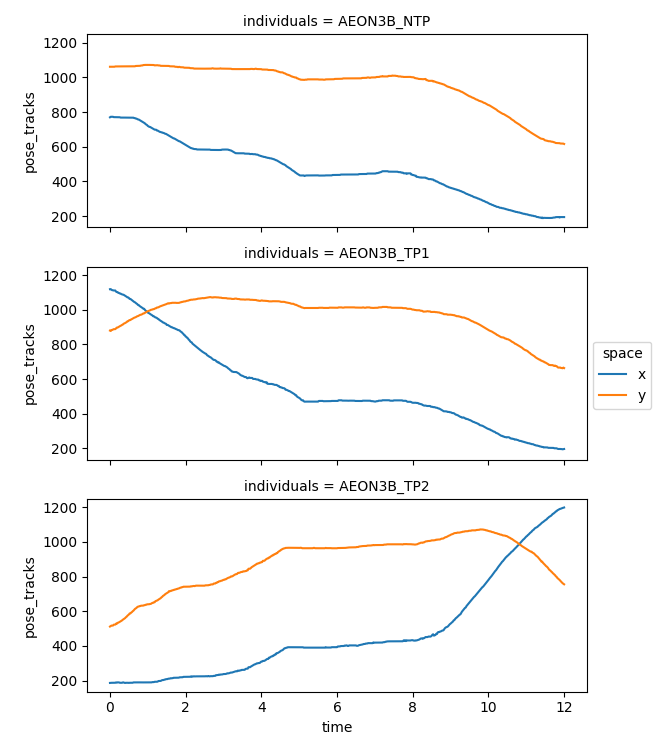 individuals = AEON3B_NTP
1200
1000
800
600
400
200
pose_tracks
individuals = AEON3B_TP1
1200
1000
800
600
400
200
pose_tracks
space
x
y
individuals = AEON3B_TP2
1200
1000
800
600
400
200
pose_tracks
0 2 4 6 8 10 12
time